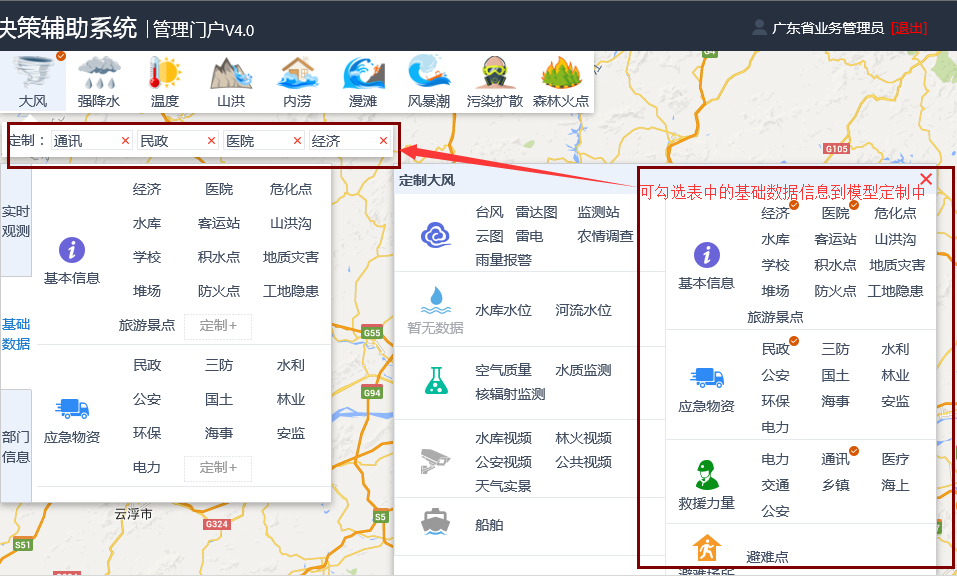 决策辅助系统 | 管理门户V4.0
广东省业务管理员 [退出]
大风 强降水 温度 山洪 内涝 漫滩 风暴潮 污染扩散 森林火点
定制： 通讯 × 民政 × 医院 × 经济 ×
G105
实时
观测
基础
数据
部门
信息
基本信息
经济 医院 危化点
水库 客运站 山洪沟
学校 积水点 地质灾害
堆场 防火点 工地隐患
旅游景点 定制+
应急物资
民政 三防 水利
公安 国土 林业
环保 海事 安监
电力 定制+
G55
G94
S5
云浮市
G324
S51
定制大风
台风 雷达图 监测站
云图 雷电 农情调查
雨量报警
暂无数据
水库水位 河流水位
空气质量 水质监测
核辐射监测
水库视频 林火视频
公安视频 公共视频
天气实景
船舶
可勾选表中的基础数据信息到模型定制中
基本信息
经济 医院 危化点
水库 客运站 山洪沟
学校 积水点 地质灾害
堆场 防火点 工地隐患
旅游景点
应急物资
民政 三防 水利
公安 国土 林业
环保 海事 安监
电力
救援力量
电力 通讯 医疗
交通 乡镇 海上
公安
避难场所
避难点